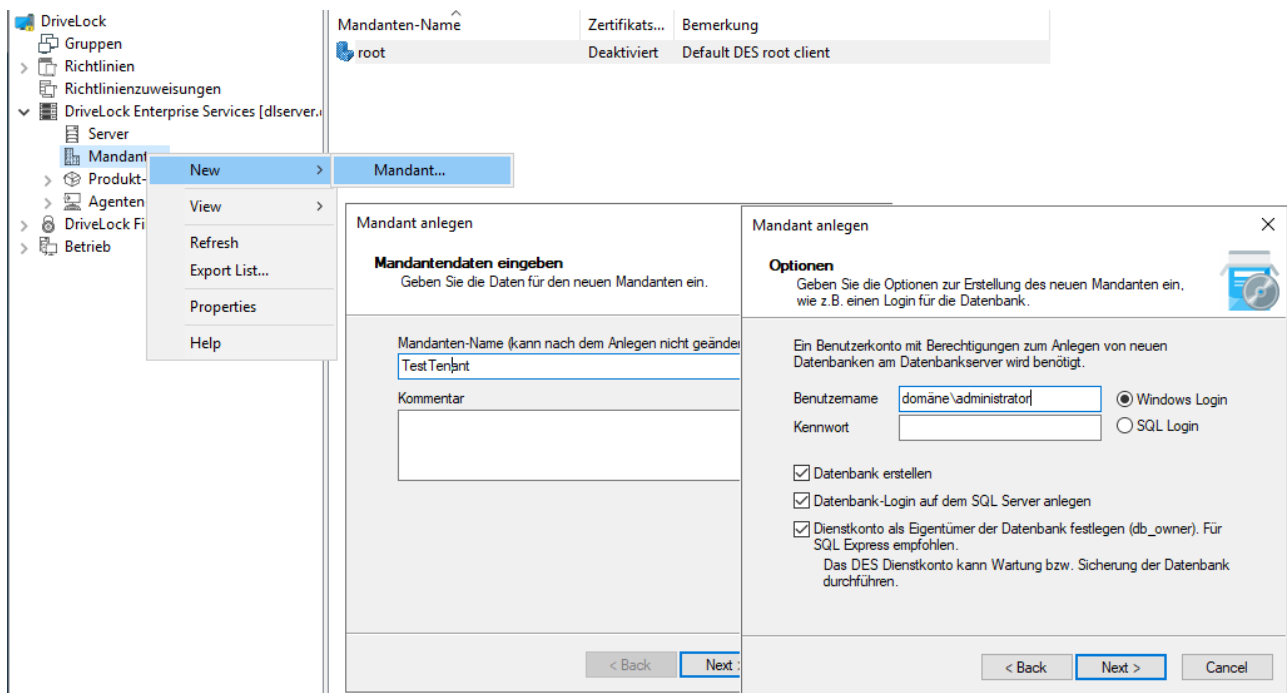 DriveLock
Gruppen
Richtlinien
Richtlinienzuweisungen
DriveLock Enterprise Services [dlserver.
Server
Mandant
Produkt-
Agenten
DriveLock Fi
Betrieb
Mandanten-Name Zertifikats... Bemerkung
root Deaktiviert Default DES root client
New > Mandant...
View >
Refresh
Export List...
Properties
Help
Mandant anlegen
Mandantendaten eingeben
Geben Sie die Daten für den neuen Mandanten ein.
Mandanten-Name (kann nach dem Anlegen nicht geänder
TestTenant
Kommentar
< Back Next >
Mandant anlegen
Optionen
Geben Sie die Optionen zur Erstellung des neuen Mandanten ein,
wie z.B. einen Login für die Datenbank.
Ein Benutzerkonto mit Berechtigungen zum Anlegen von neuen
Datenbanken am Datenbankserver wird benötigt.
Benutzername domäne\administrator Windows Login
Kennwort SQL Login
Datenbank erstellen
Datenbank-Login auf dem SQL Server anlegen
Dienstkonto als Eigentümer der Datenbank festlegen (db_owner). Für
SQL Express empfohlen.
Das DES Dienstkonto kann Wartung bzw. Sicherung der Datenbank
durchführen.
< Back Next > Cancel